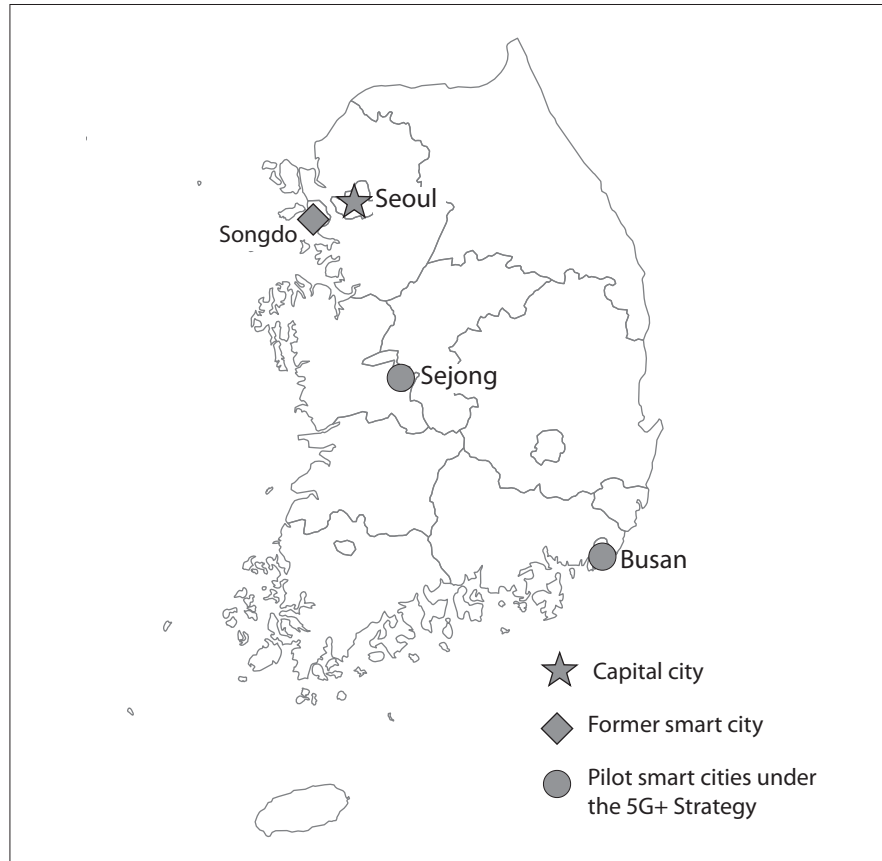 Seoul
Songdo
Sejong
Busan
Capital city
Former smart city
Pilot smart cities under
the 5G+ Strategy